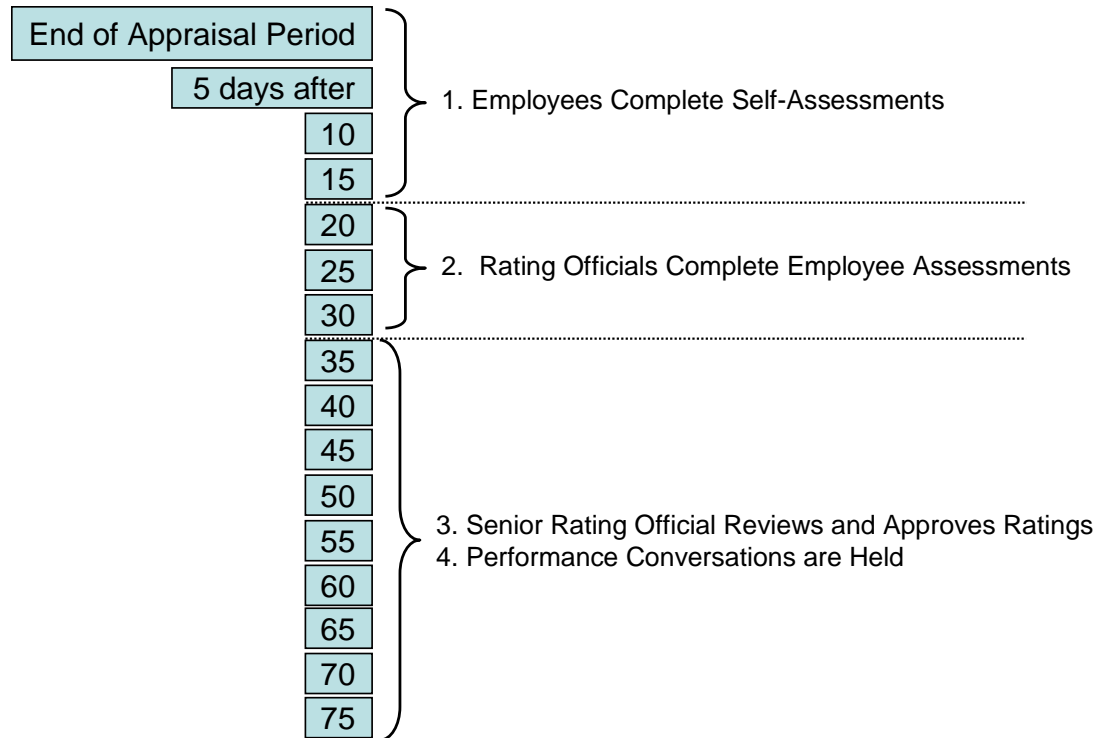 End of Appraisal Period
5 days after
1. Employees Complete Self-Assessments
10
15
20
25
2. Rating Officials Complete Employee Assessments
30
35
40
45
50
55
3. Senior Rating Official Reviews and Approves Ratings
4. Performance Conversations are Held
60
65
70
75